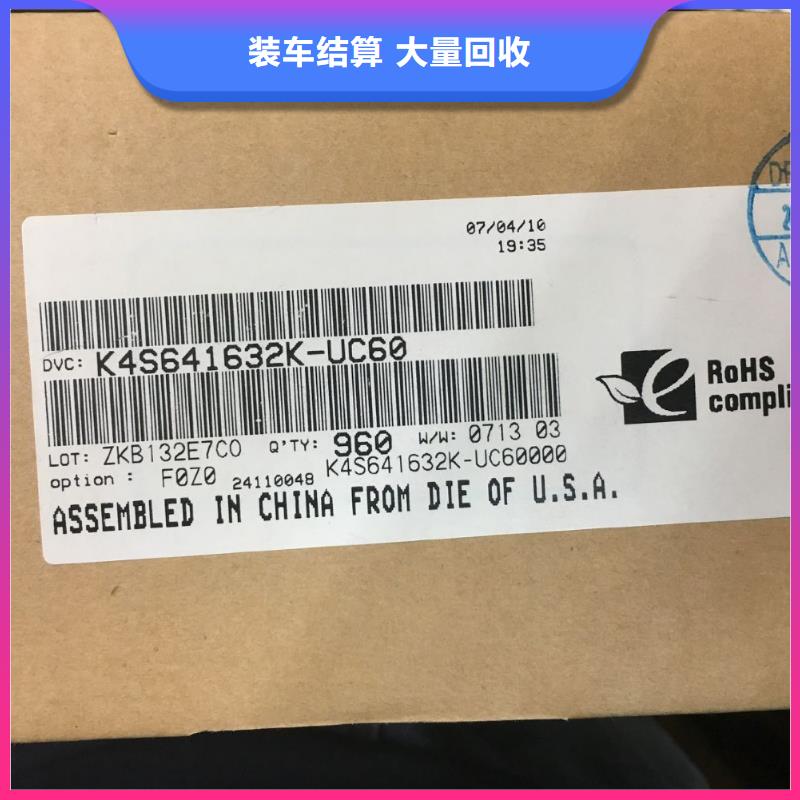 装车结算 大量回收
07/04/10
19:35
DVC: K4S641632K-UC60
LOT: ZKB132E7C0 Q'TY: 960 W/W: 0713 03
option : F0Z0 24110048 K4S641632K-UC60000
ASSEMBLED IN CHINA FROM DIE OF U.S.A.
e
RoHS